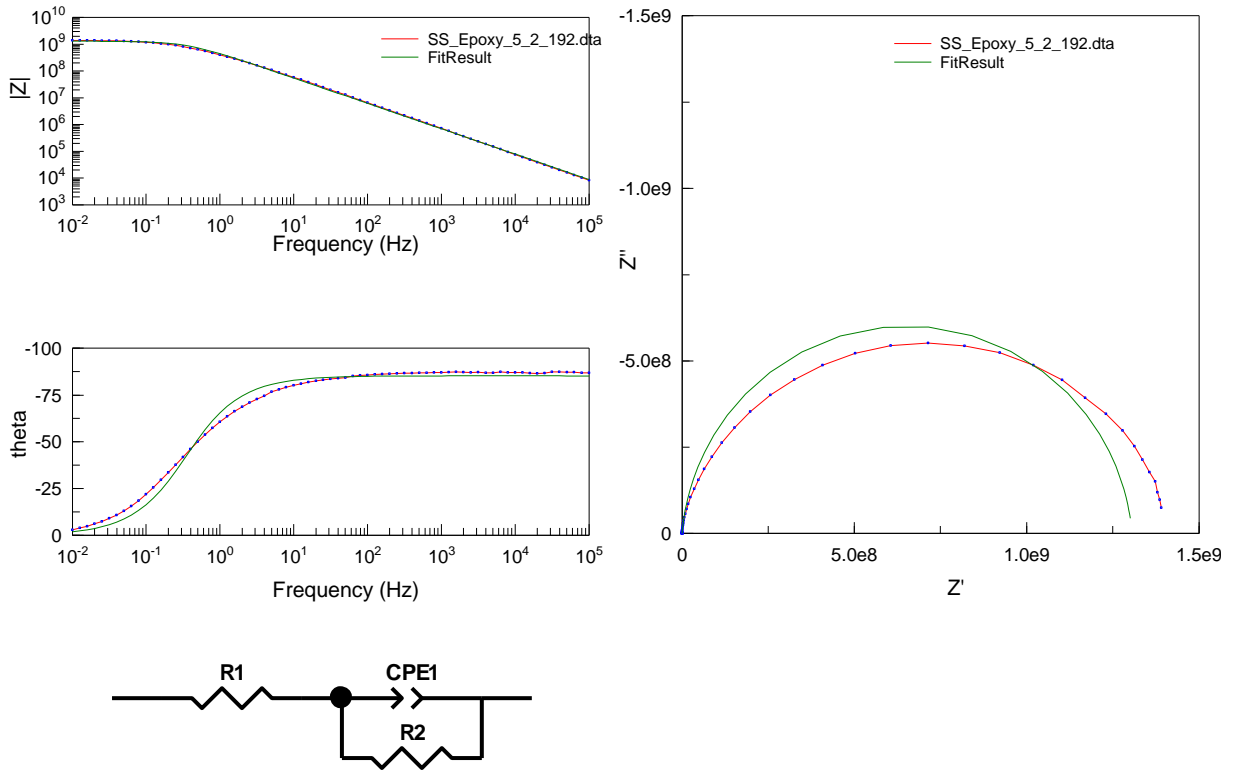 10^10
10^9
10^8
10^7
10^6
10^5
10^4
10^3
|Z|
SS_Epoxy_5_2_192.dta
FitResult
10^-2 10^-1 10^0 10^1 10^2 10^3 10^4 10^5
Frequency (Hz)
-100
-75
-50
-25
0
theta
10^-2 10^-1 10^0 10^1 10^2 10^3 10^4 10^5
Frequency (Hz)
-1.5e9
-1.0e9
-5.0e8
0
Z''
SS_Epoxy_5_2_192.dta
FitResult
0 5.0e8 1.0e9 1.5e9
Z'
R1 CPE1
R2